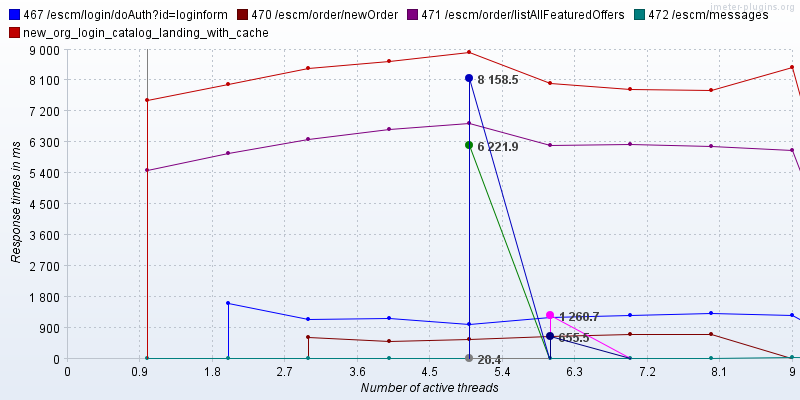 467 /escm/login/doAuth?id=loginform 470 /escm/order/newOrder 471 /escm/order/listAllFeaturedOffers 472 /escm/messages
new_org_login_catalog_landing_with_cache
jmeter-plugins.org
9 000
8 100
7 200
6 300
5 400
4 500
3 600
2 700
1 800
900
0
Response times in ms
8 158.5
6 221.9
1 260.7
655.5
20.4
0 0.9 1.8 2.7 3.6 4.5 5.4 6.3 7.2 8.1 9
Number of active threads